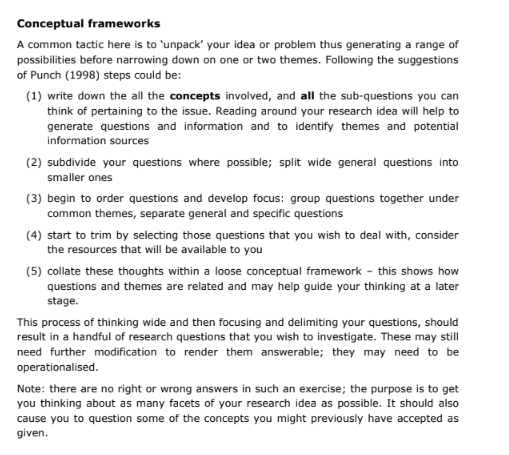 Conceptual frameworks
A common tactic here is to 'unpack' your idea or problem thus generating a range of
possibilities before narrowing down on one or two themes. Following the suggestions
of Punch (1998) steps could be:
(1) write down the all the concepts involved, and all the sub-questions you can
think of pertaining to the issue. Reading around your research idea will help to
generate questions and information and to identify themes and potential
information sources
(2) subdivide your questions where possible; split wide general questions into
smaller ones
(3) begin to order questions and develop focus: group questions together under
common themes, separate general and specific questions
(4) start to trim by selecting those questions that you wish to deal with, consider
the resources that will be available to you
(5) collate these thoughts within a loose conceptual framework – this shows how
questions and themes are related and may help guide your thinking at a later
stage.
This process of thinking wide and then focusing and delimiting your questions, should
result in a handful of research questions that you wish to investigate. These may still
need further modification to render them answerable; they may need to be
operationalised.
Note: there are no right or wrong answers in such an exercise; the purpose is to get
you thinking about as many facets of your research idea as possible. It should also
cause you to question some of the concepts you might previously have accepted as
given.